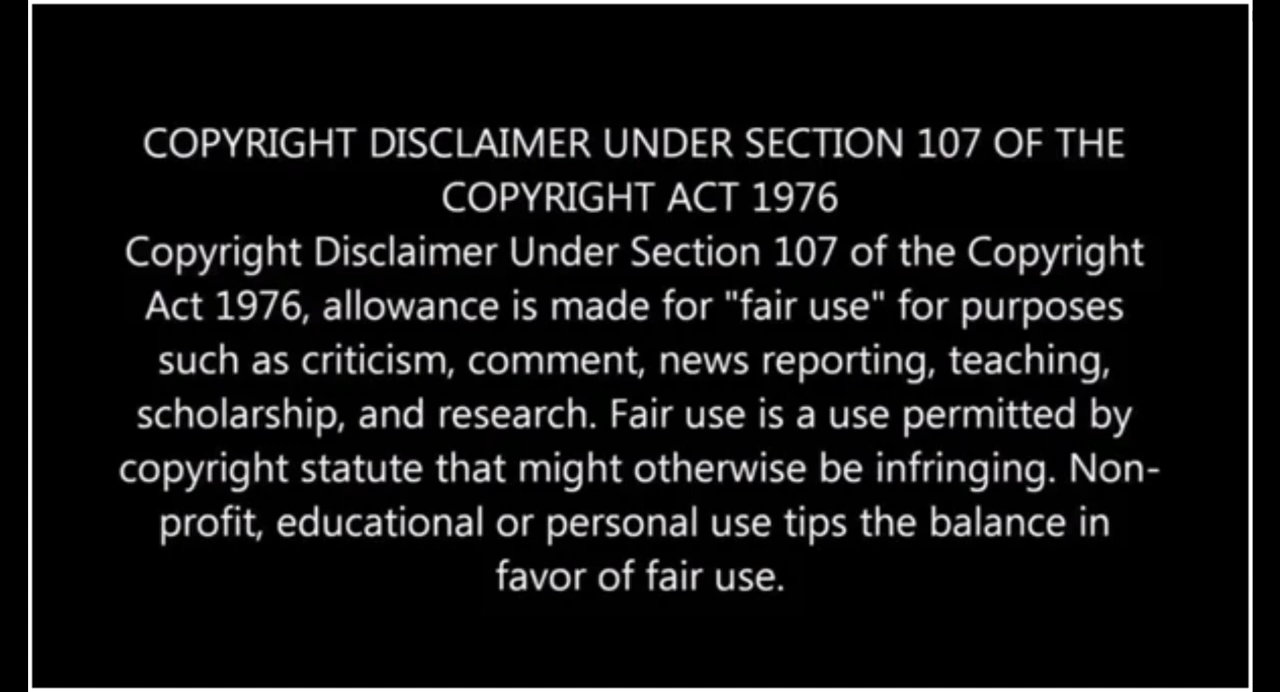 COPYRIGHT DISCLAIMER UNDER SECTION 107 OF THE
COPYRIGHT ACT 1976
Copyright Disclaimer Under Section 107 of the Copyright
Act 1976, allowance is made for "fair use" for purposes
such as criticism, comment, news reporting, teaching,
scholarship, and research. Fair use is a use permitted by
copyright statute that might otherwise be infringing. Non-
profit, educational or personal use tips the balance in
favor of fair use.